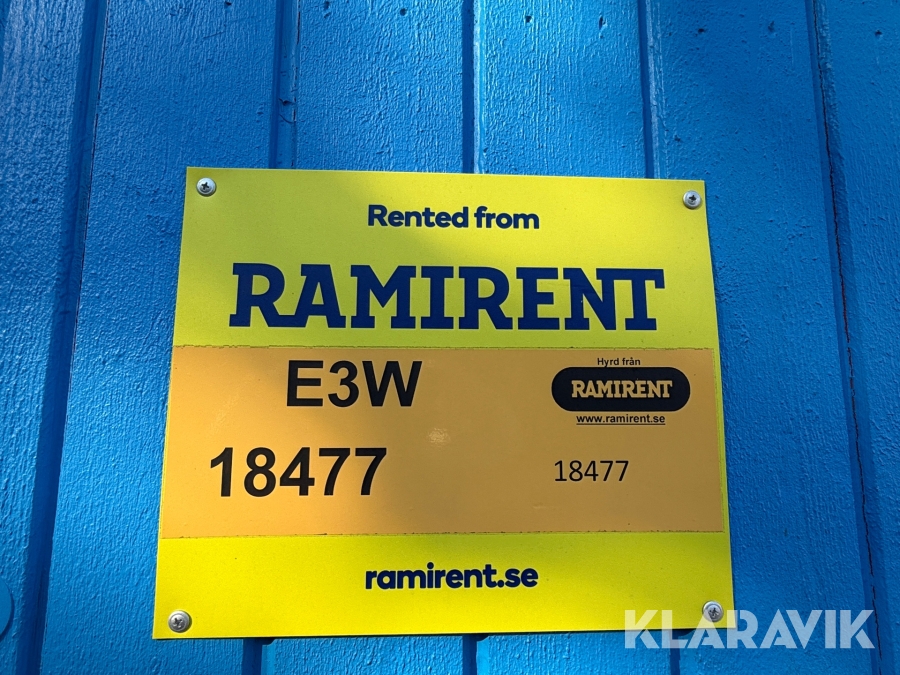 Rented from
RAMIRENT
E3W
Hyrd från
RAMIRENT
www.ramirent.se
18477
18477
ramirent.se
KLARAVIK